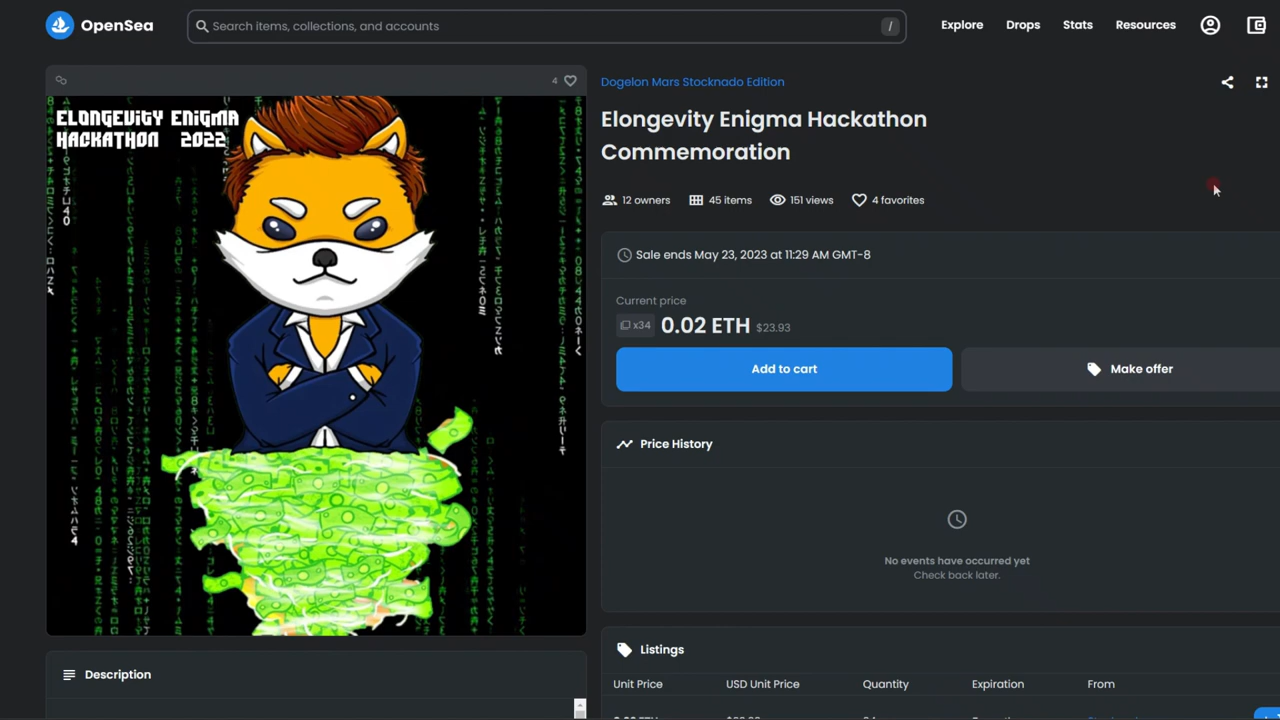 OpenSea
Search items, collections, and accounts
/
Explore
Drops
Stats
Resources
4
ELONGEVITY ENIGMA
HACKATHON 2022
Dogelon Mars Stocknado Edition
Elongevity Enigma Hackathon
Commemoration
12 owners
45 items
151 views
4 favorites
Sale ends May 23, 2023 at 11:29 AM GMT-8
Current price
x34
0.02 ETH
$23.93
Add to cart
Make offer
Price History
No events have occurred yet
Check back later.
Listings
Unit Price
USD Unit Price
Quantity
Expiration
From
Description